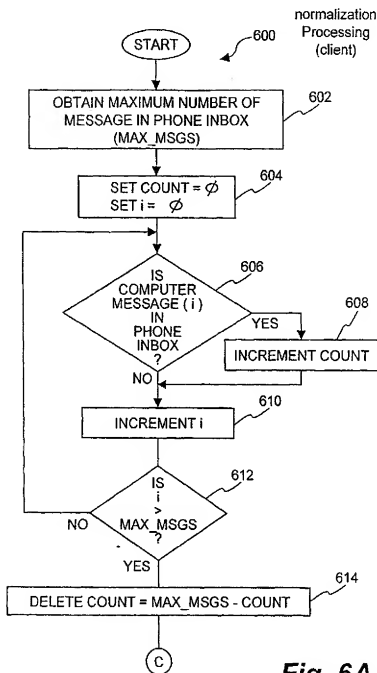 normalization
Processing
(client)
START
600
OBTAIN MAXIMUM NUMBER OF
MESSAGE IN PHONE INBOX
(MAX_MSGS)
602
SET COUNT = ∅
SET i = ∅
604
IS
COMPUTER
MESSAGE (i)
IN
PHONE
INBOX
?
606
YES
608
INCREMENT COUNT
NO
610
INCREMENT i
612
IS
i
>
MAX_MSGS
?
NO
YES
614
DELETE COUNT = MAX_MSGS - COUNT
C
Fig. 6A